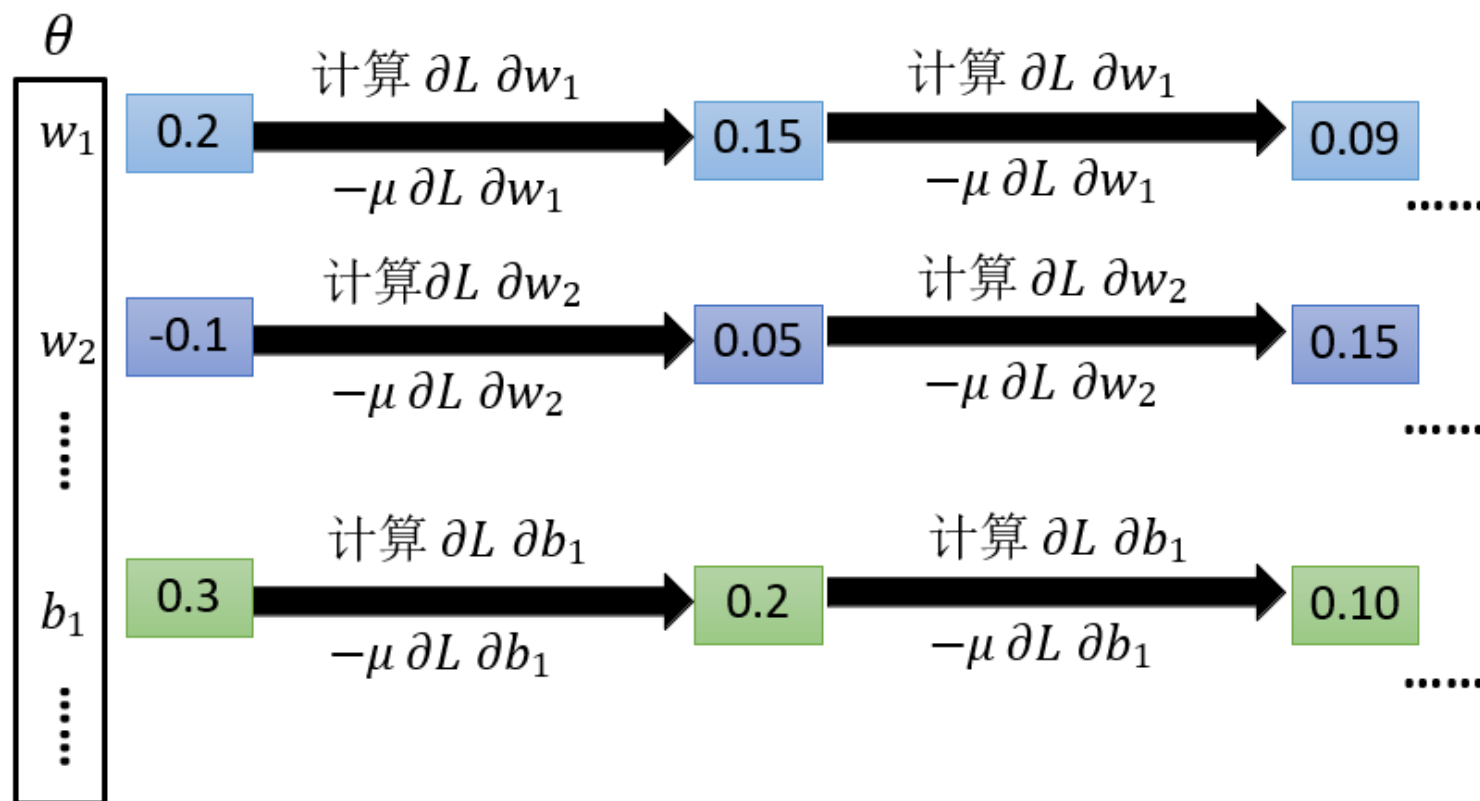 θ
计算 ∂L ∂w₁
计算 ∂L ∂w₁
w₁
0.2
0.15
0.09
−μ ∂L ∂w₁
−μ ∂L ∂w₁
……
计算∂L ∂w₂
计算 ∂L ∂w₂
w₂
-0.1
0.05
0.15
−μ ∂L ∂w₂
−μ ∂L ∂w₂
……
……
计算 ∂L ∂b₁
计算 ∂L ∂b₁
b₁
0.3
0.2
0.10
−μ ∂L ∂b₁
−μ ∂L ∂b₁
……
……